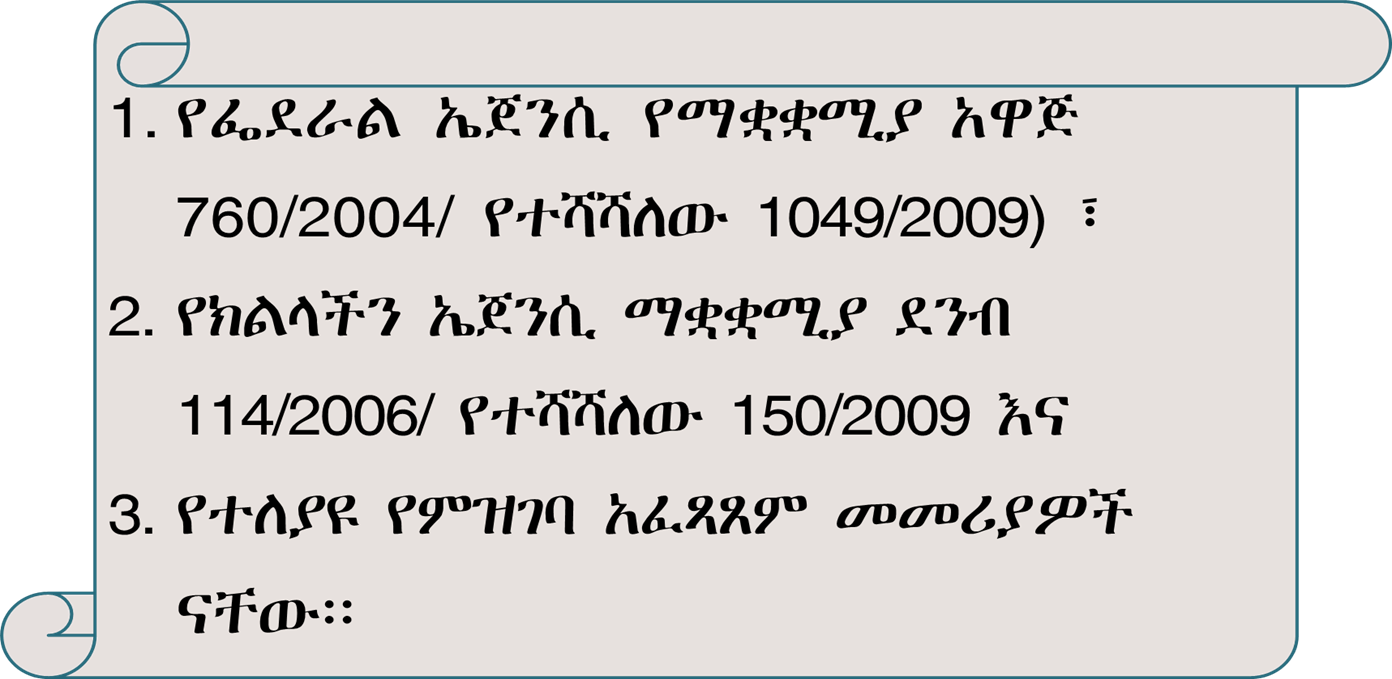 1. የፌደራል ኤጀንሲ የማቋቋሚያ አዋጅ
760/2004/ የተሻሻለው 1049/2009) ፣
2. የክልላችን ኤጀንሲ ማቋቋሚያ ደንብ
114/2006/ የተሻሻለው 150/2009 እና
3. የተለያዩ የምዝገባ አፈጻጸም መመሪያዎች
ናቸው፡፡